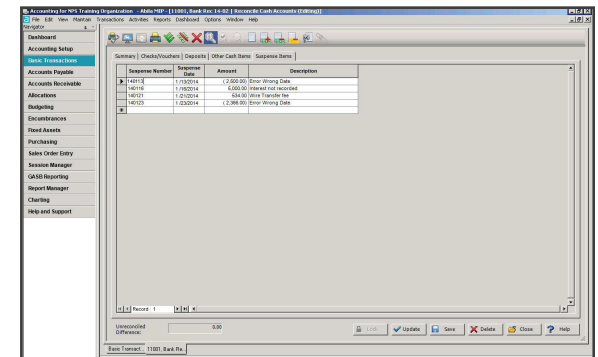 Accounting for NPS Training Organization - Abila MIP - [11001, Bank Rec 14-02 | Reconcile Cash Accounts (Editing)]
File Edit View Maintain Transactions Activities Reports Dashboard Options Window Help
Navigator
Dashboard
Accounting Setup
Basic Transactions
Accounts Payable
Accounts Receivable
Allocations
Budgeting
Encumbrances
Fixed Assets
Purchasing
Sales Order Entry
Session Manager
GASB Reporting
Report Manager
Charting
Help and Support
Summary Checks/Vouchers Deposits Other Cash Items Suspense Items
Suspense Number Suspense Date Amount Description
140113 1/13/2014 (2,600.00) Error Wrong Date
140116 1/16/2014 5,000.00 Interest not recorded
140121 1/21/2014 634.00 Wire Transfer fee
140123 1/23/2014 (2,366.00) Error Wrong Date
Record: 1
Unreconciled Difference: 0.00
Update Save Delete Close Help
Basic Transact... 11001, Bank Re...